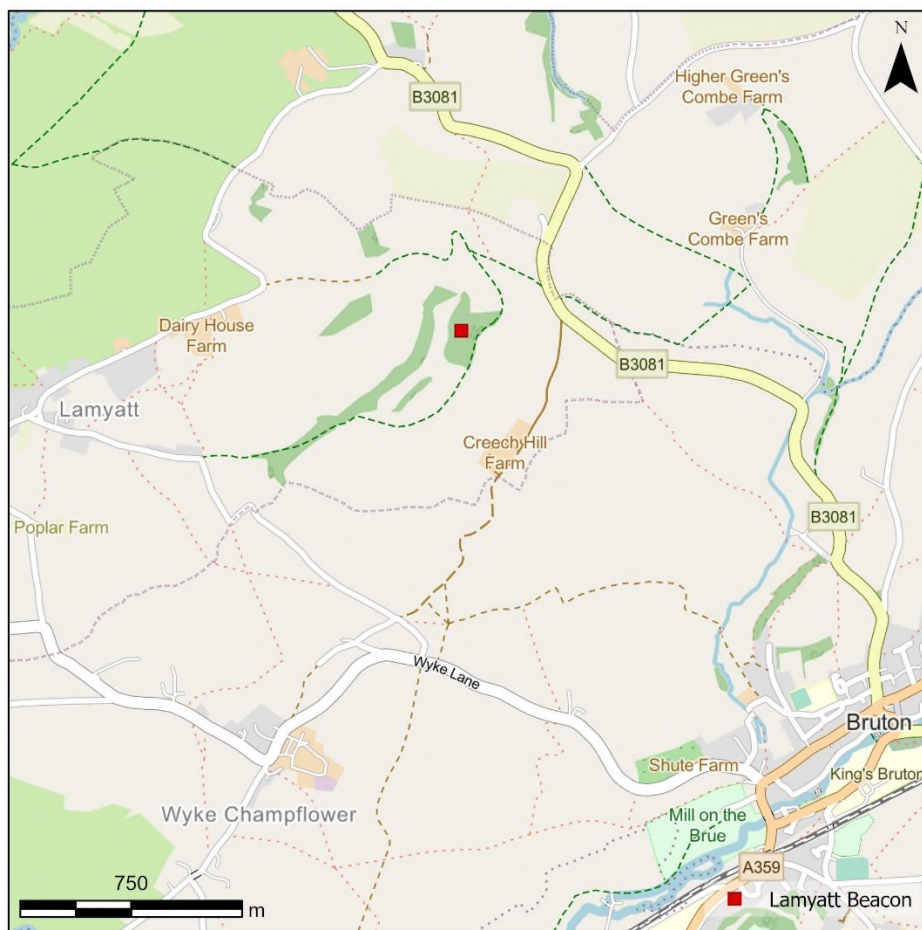 N
B3081
Higher Green's
Combe Farm
Green's
Combe Farm
Dairy House
Farm
B3081
Lamyatt
Creech Hill
Farm
B3081
Poplar Farm
Wyke Lane
Bruton
Shute Farm
King's Bruton
Wyke Champflower
Mill on the
Brue
A359
750
m
Lamyatt Beacon